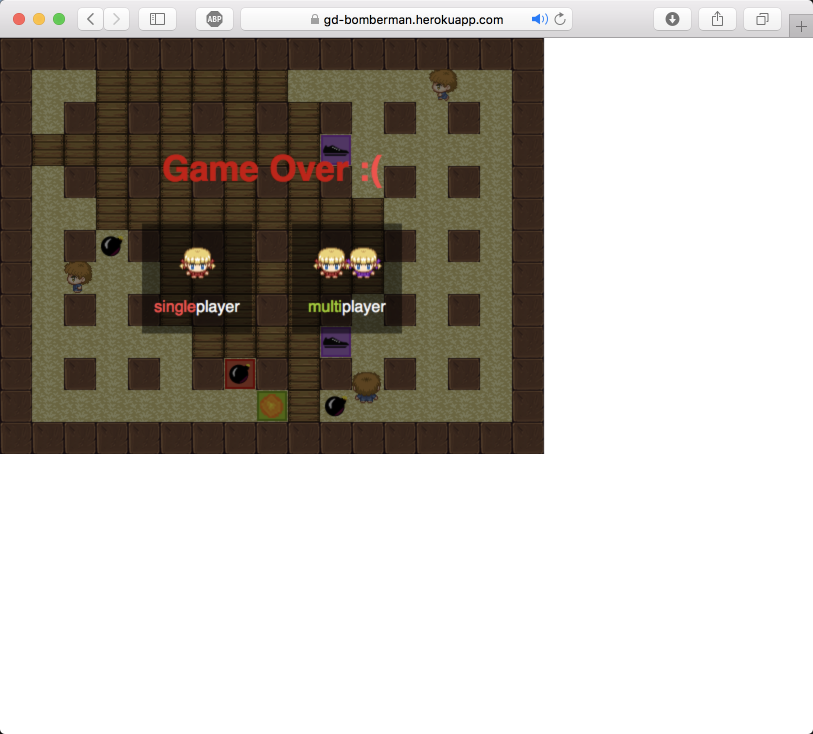 ABP
gd-bomberman.herokuapp.com
Game Over :(
singleplayer
multiplayer